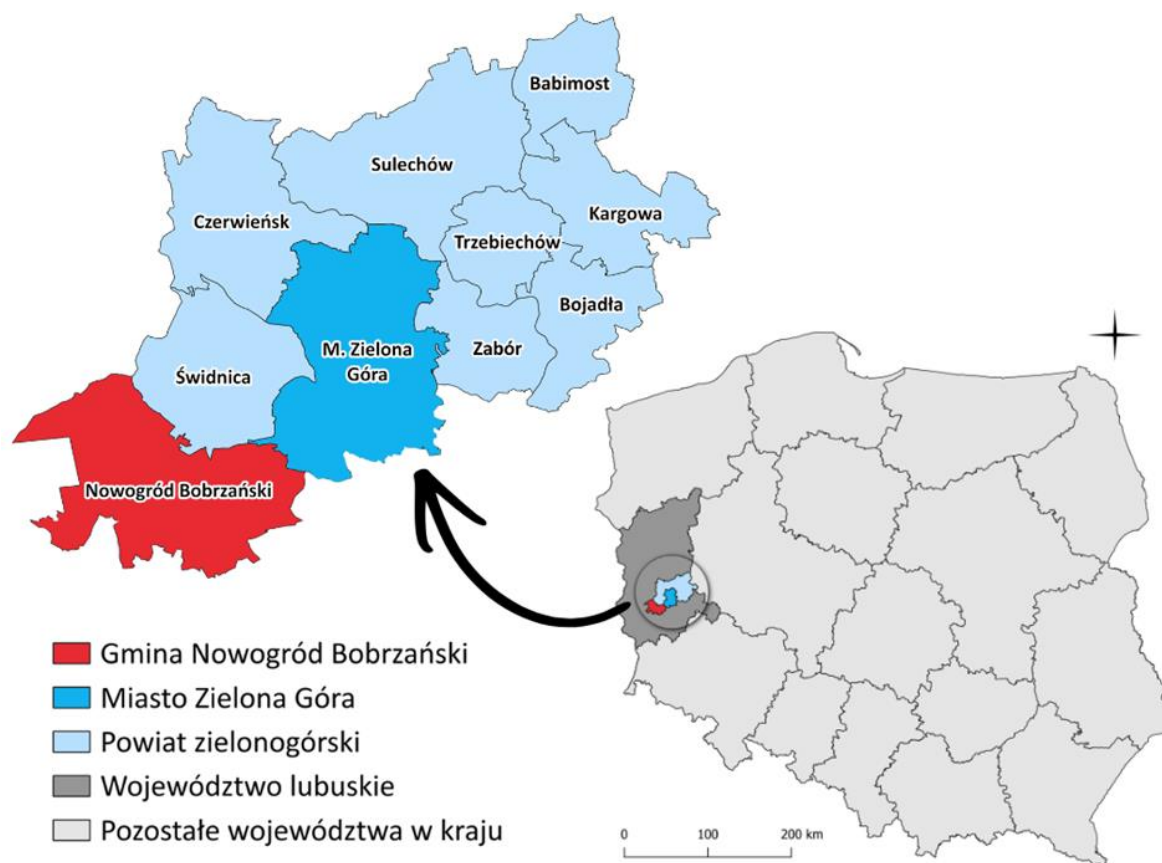 Babimost
Sulechów
Kargowa
Czerwieńsk
Trzebiechów
Bojadła
M. Zielona
Góra
Zabór
Świdnica
Nowogród Bobrzański
Gmina Nowogród Bobrzański
Miasto Zielona Góra
Powiat zielonogórski
Województwo lubuskie
Pozostałe województwa w kraju
0 100 200 km